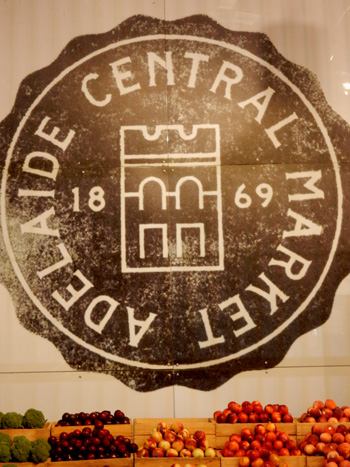 ADELAIDE CENTRAL MARKET
18 69